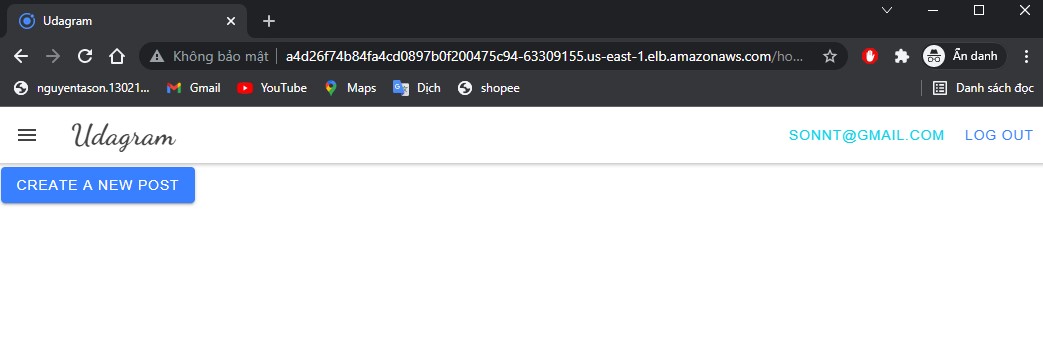 Udagram
Không bảo mật a4d26f74b84fa4cd0897b0f200475c94-63309155.us-east-1.elb.amazonaws.com/ho... Ẩn danh
nguyentason.13021... Gmail YouTube Maps Dịch shopee Danh sách đọc
Udagram SONNT@GMAIL.COM LOG OUT
CREATE A NEW POST